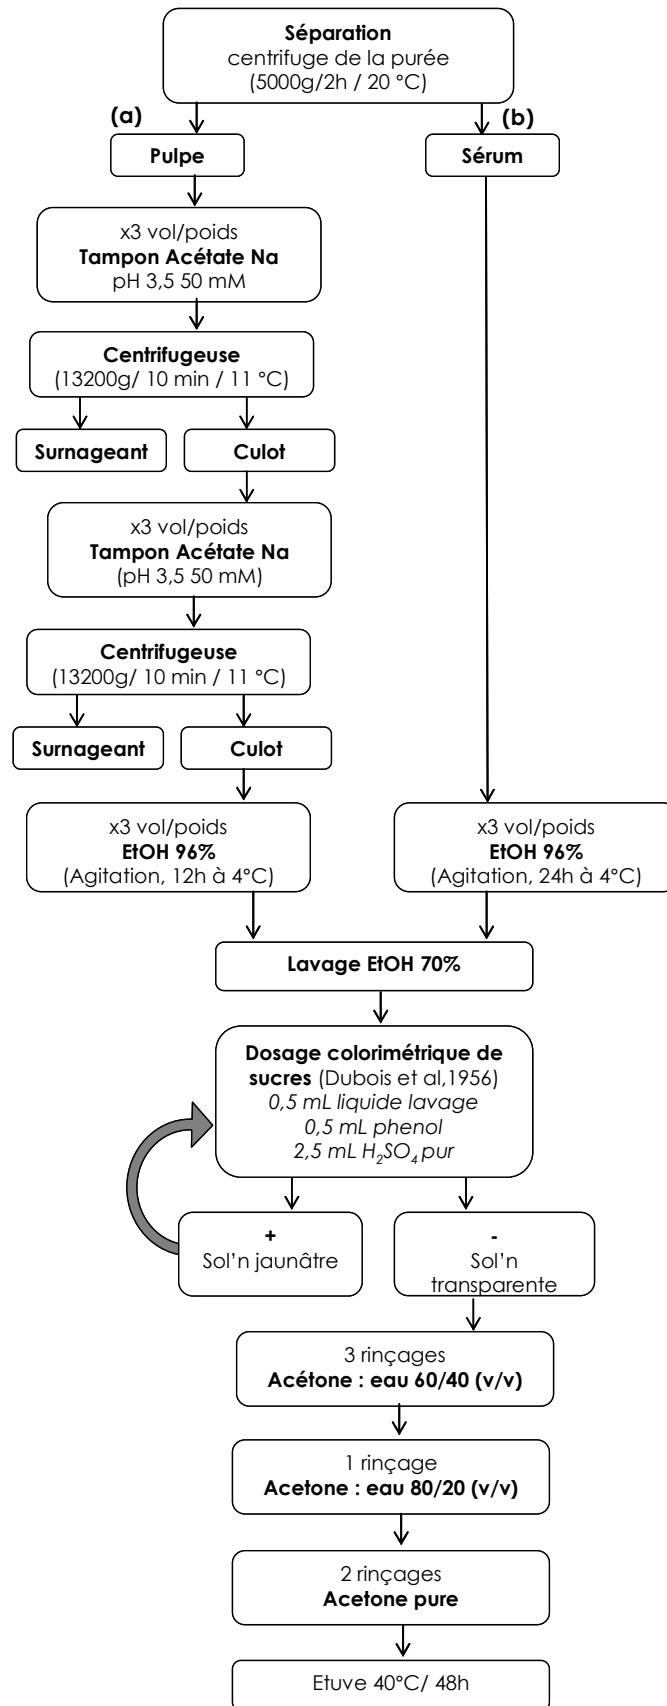 Séparation
centrifuge de la purée
(5000g/2h / 20 °C)
(a)
(b)
Pulpe
Sérum
x3 vol/poids
Tampon Acétate Na
pH 3,5 50 mM
Centrifugeuse
(13200g/ 10 min / 11 °C)
Surnageant
Culot
x3 vol/poids
Tampon Acétate Na
(pH 3,5 50 mM)
Centrifugeuse
(13200g/ 10 min / 11 °C)
Surnageant
Culot
x3 vol/poids
EtOH 96%
(Agitation, 12h à 4°C)
x3 vol/poids
EtOH 96%
(Agitation, 24h à 4°C)
Lavage EtOH 70%
Dosage colorimétrique de
sucres (Dubois et al,1956)
0,5 mL liquide lavage
0,5 mL phenol
2,5 mL H₂SO₄ pur
+
Sol'n jaunâtre
-
Sol'n
transparente
3 rinçages
Acétone : eau 60/40 (v/v)
1 rinçage
Acetone : eau 80/20 (v/v)
2 rinçages
Acetone pure
Etuve 40°C/ 48h